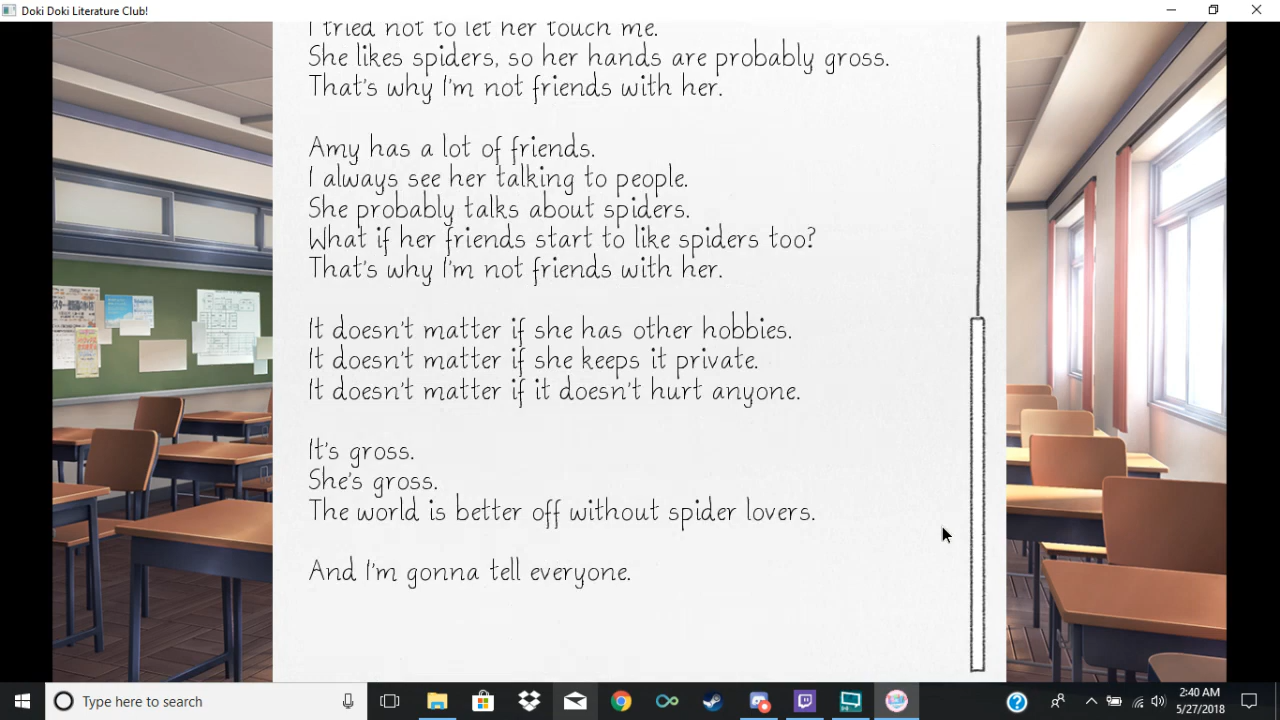 Doki Doki Literature Club!
I tried not to let her touch me.
She likes spiders, so her hands are probably gross.
That's why I'm not friends with her.
Amy has a lot of friends.
I always see her talking to people.
She probably talks about spiders.
What if her friends start to like spiders too?
That's why I'm not friends with her.
It doesn't matter if she has other hobbies.
It doesn't matter if she keeps it private.
It doesn't matter if it doesn't hurt anyone.
It's gross.
She's gross.
The world is better off without spider lovers.
And I'm gonna tell everyone.
Type here to search
2:40 AM
5/27/2018